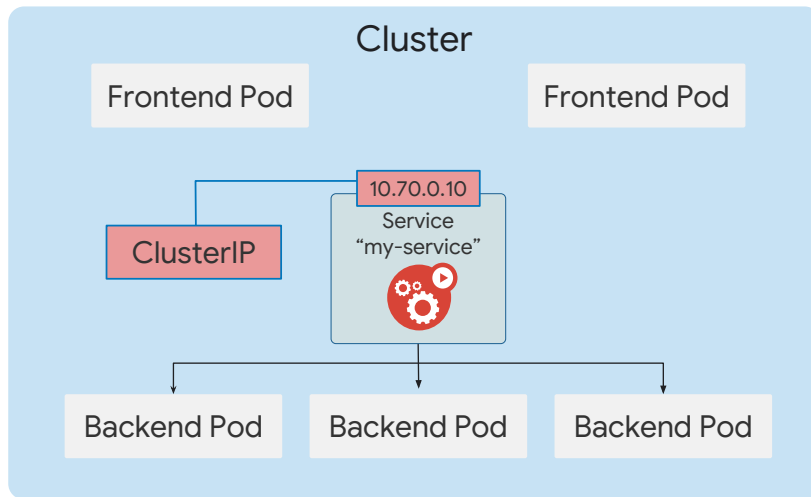 Cluster
Frontend Pod
Frontend Pod
10.70.0.10
ClusterIP
Service
“my-service”
Backend Pod
Backend Pod
Backend Pod